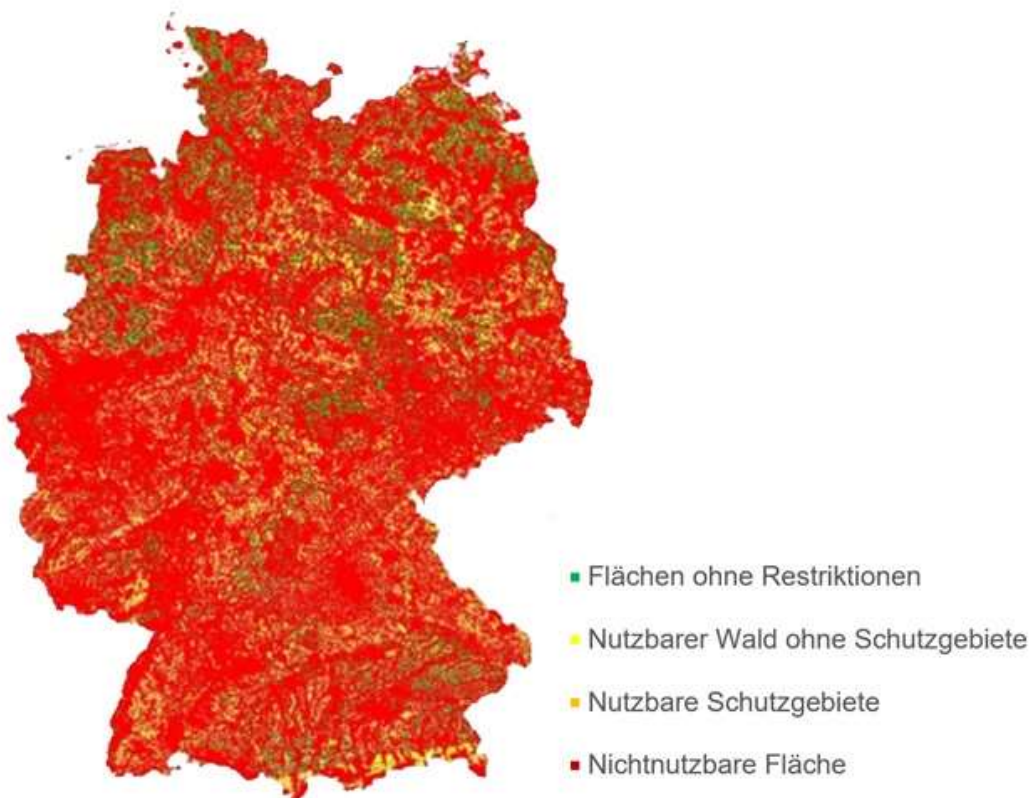 Flächen ohne Restriktionen
Nutzbarer Wald ohne Schutzgebiete
Nutzbare Schutzgebiete
Nichtnutzbare Fläche